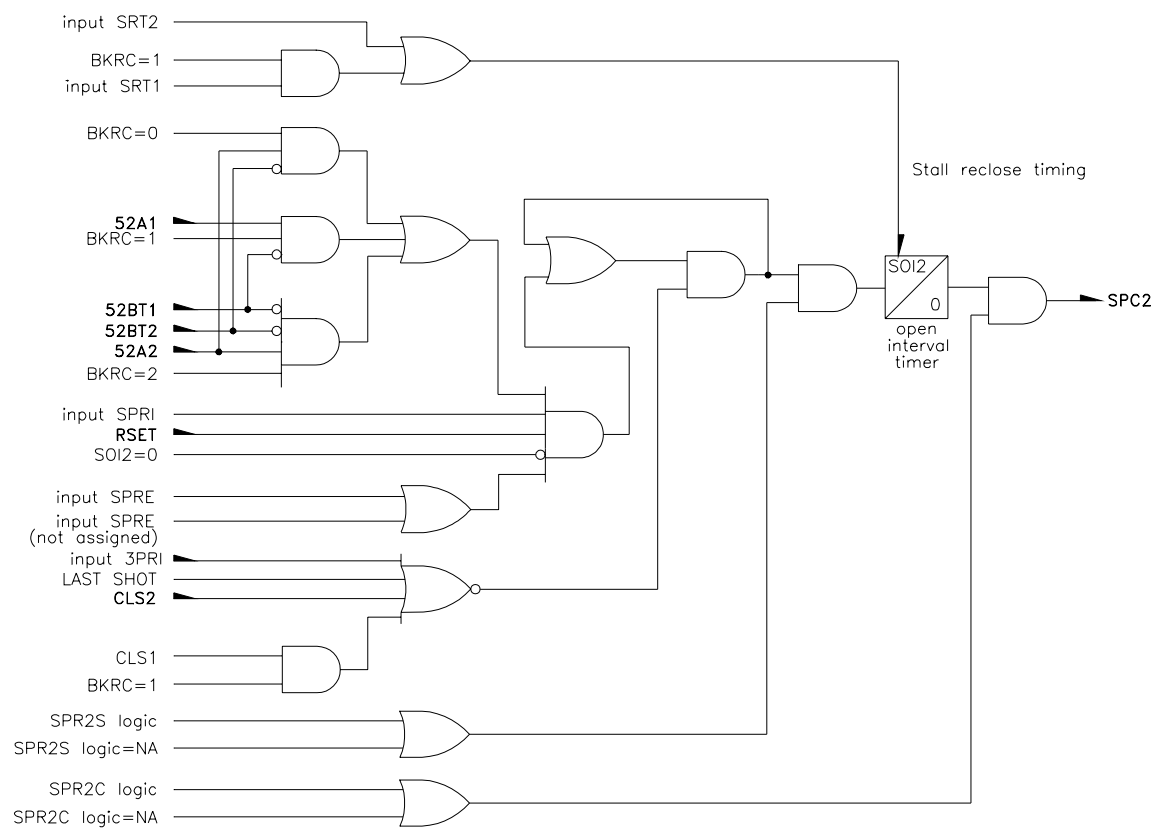 input SRT2
BKRC=1
input SRT1
BKRC=0
Stall reclose timing
52A1
BKRC=1
SOI2
0
52BT1
SPC2
52BT2
open
interval
timer
52A2
BKRC=2
input SPRI
RSET
SOI2=0
input SPRE
input SPRE
(not assigned)
input 3PRI
LAST SHOT
CLS2
CLS1
BKRC=1
SPR2S logic
SPR2S logic=NA
SPR2C logic
SPR2C logic=NA